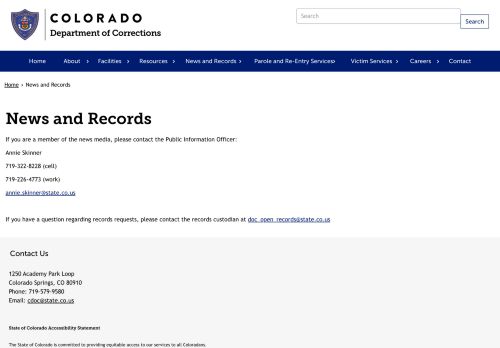 COLORADO
Department of Corrections
Search
Search
Home About Facilities Resources News and Records Parole and Re-Entry Services Victim Services Careers Contact
Home › News and Records
News and Records
If you are a member of the news media, please contact the Public Information Officer:
Annie Skinner
719-322-8228 (cell)
719-226-4773 (work)
annie.skinner@state.co.us
If you have a question regarding records requests, please contact the records custodian at doc_open_records@state.co.us
Contact Us
1250 Academy Park Loop
Colorado Springs, CO 80910
Phone: 719-579-9580
Email: cdoc@state.co.us
State of Colorado Accessibility Statement
The State of Colorado is committed to providing equitable access to our services to all Coloradans.